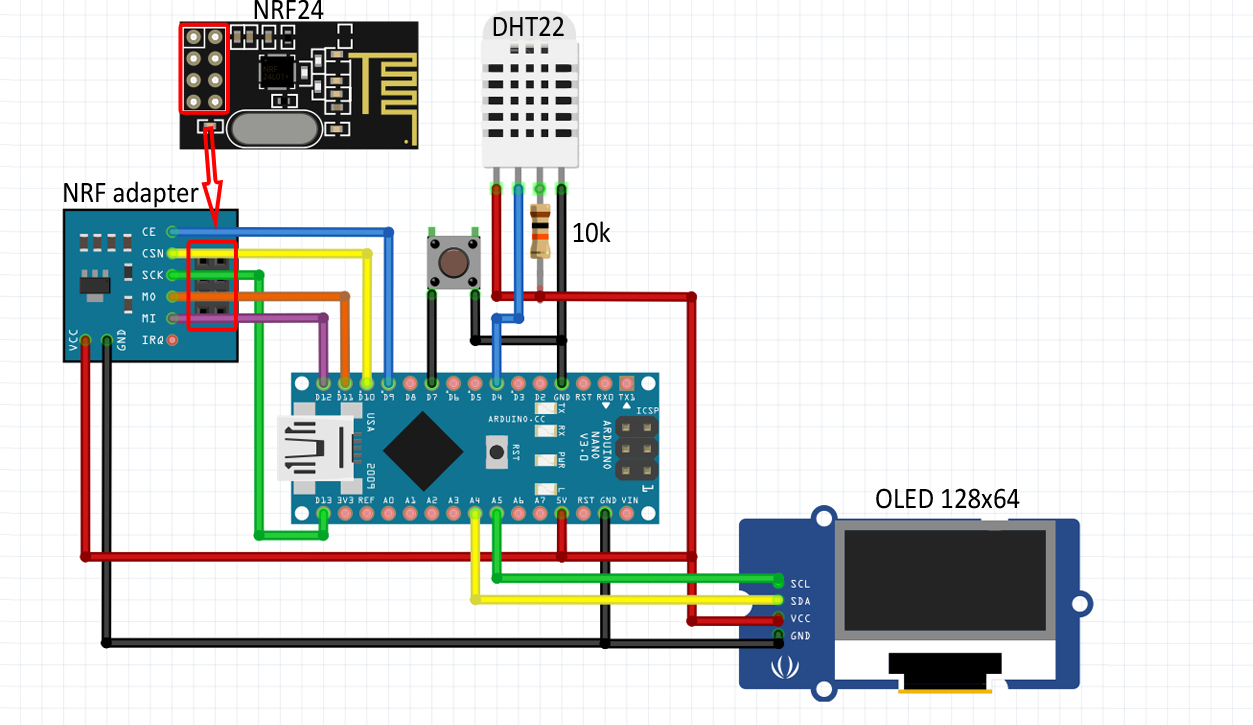 NRF24
DHT22
NRF
24L01+
NRF adapter
10k
CE
CSN
SCK
MO
MI
IRQ
VCC
GND
D12 D11 D10 D9 D8 D7 D6 D5 D4 D3 D2 GND RST RX0 TX1
USA
2009
ARDUINO.CC
RST
TX
RX
PWR
L
ARDUINO
NANO
V3.0
ICSP
1
D13 3V3 REF A0 A1 A2 A3 A4 A5 A6 A7 5V RST GND VIN
OLED 128x64
SCL
SDA
VCC
GND